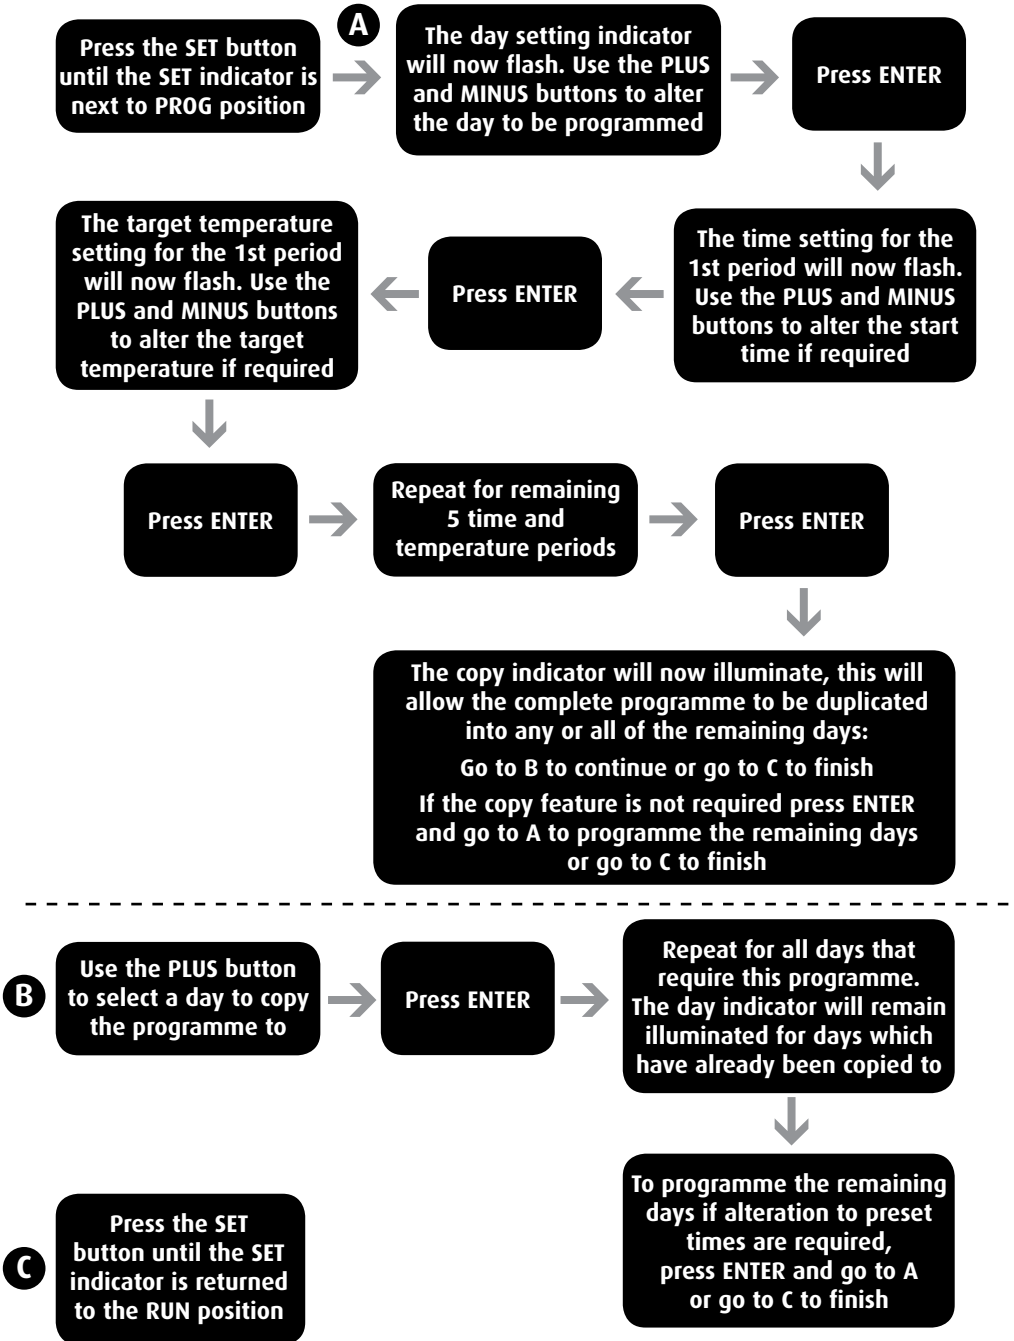 Press the SET button
until the SET indicator is
next to PROG position
A
The day setting indicator
will now flash. Use the PLUS
and MINUS buttons to alter
the day to be programmed
Press ENTER
The time setting for the
1st period will now flash.
Use the PLUS and MINUS
buttons to alter the start
time if required
Press ENTER
The target temperature
setting for the 1st period
will now flash. Use the
PLUS and MINUS buttons
to alter the target
temperature if required
Press ENTER
Repeat for remaining
5 time and
temperature periods
Press ENTER
The copy indicator will now illuminate, this will
allow the complete programme to be duplicated
into any or all of the remaining days:
Go to B to continue or go to C to finish
If the copy feature is not required press ENTER
and go to A to programme the remaining days
or go to C to finish
B
Use the PLUS button
to select a day to copy
the programme to
Press ENTER
Repeat for all days that
require this programme.
The day indicator will remain
illuminated for days which
have already been copied to
To programme the remaining
days if alteration to preset
times are required,
press ENTER and go to A
or go to C to finish
C
Press the SET
button until the SET
indicator is returned
to the RUN position